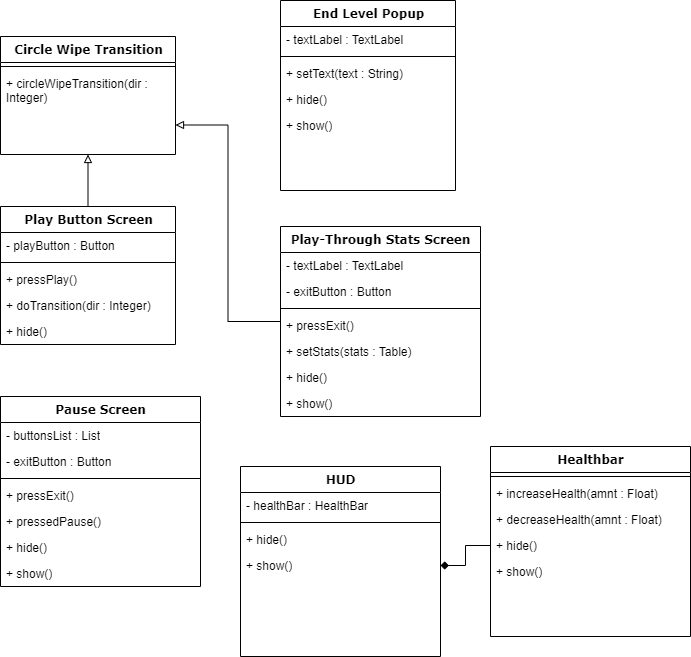 End Level Popup
- textLabel : TextLabel
+ setText(text : String)
+ hide()
+ show()
Circle Wipe Transition
+ circleWipeTransition(dir :
Integer)
Play Button Screen
- playButton : Button
+ pressPlay()
+ doTransition(dir : Integer)
+ hide()
Play-Through Stats Screen
- textLabel : TextLabel
- exitButton : Button
+ pressExit()
+ setStats(stats : Table)
+ hide()
+ show()
Pause Screen
- buttonsList : List
- exitButton : Button
+ pressExit()
+ pressedPause()
+ hide()
+ show()
HUD
- healthBar : HealthBar
+ hide()
+ show()
Healthbar
+ increaseHealth(amnt : Float)
+ decreaseHealth(amnt : Float)
+ hide()
+ show()